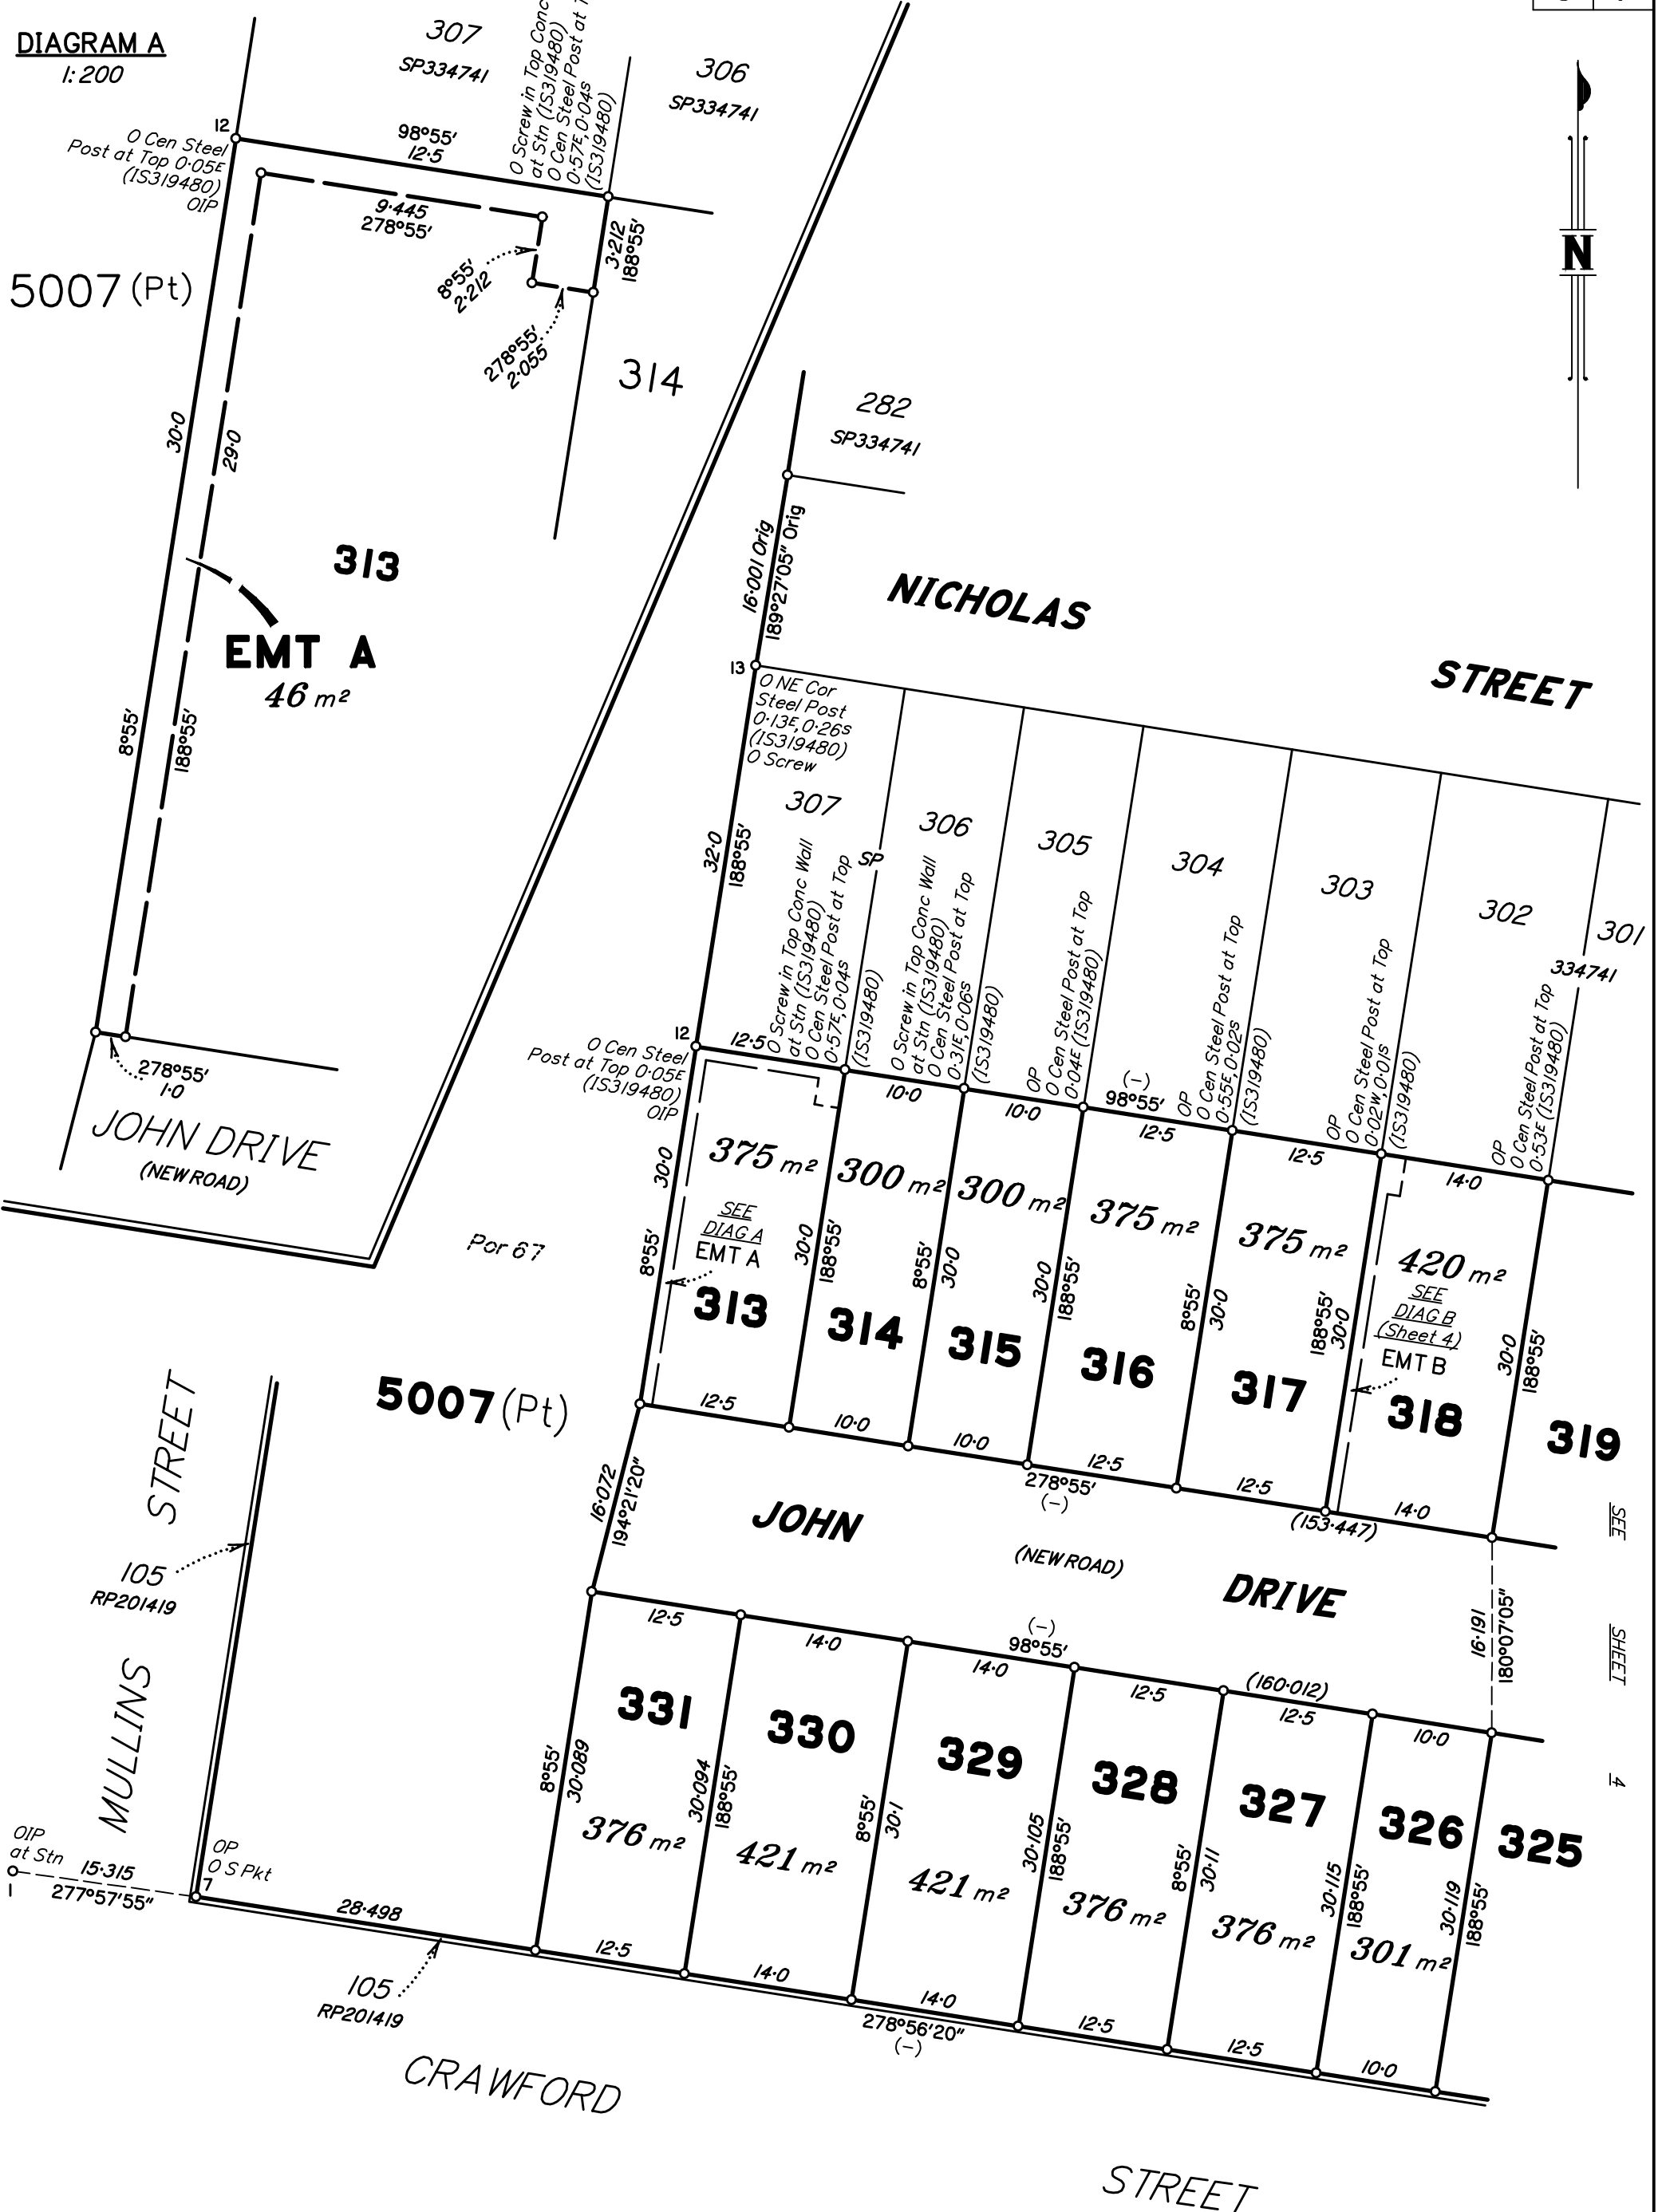 DIAGRAM A
1:200
307
SP334741
306
SP334741
O Screw in Top Conc
at Stn (IS319480)
O Cen Steel Post at
0·57E, 0·04S
(IS319480)
12
O Cen Steel
Post at Top 0·05E
(IS319480)
OIP
98°55'
12·5
9·445
278°55'
3·212
188°55'
8°55'
2·212
278°55'
2·055
5007 (Pt)
314
30·0
29·0
313
EMT A
46 m²
8°55'
188°55'
278°55'
1·0
JOHN DRIVE
(NEW ROAD)
N
282
SP334741
16·001 Orig
189°27'05" Orig
NICHOLAS
STREET
13
O NE Cor
Steel Post
0·13E, 0·26S
(IS319480)
O Screw
307
306
305
304
303
302
301
SP
334741
32·0
188°55'
O Screw in Top Conc Wall
at Stn (IS319480)
O Cen Steel Post at Top
0·57E, 0·04S
(IS319480)
O Screw in Top Conc Wall
at Stn (IS319480)
O Cen Steel Post at Top
0·31E, 0·06S
(IS319480)
OP
O Cen Steel Post at Top
0·04E (IS319480)
OP
O Cen Steel Post at Top
0·55E, 0·02S
(IS319480)
OP
O Cen Steel Post at Top
0·02W, 0·01S
(IS319480)
OP
O Cen Steel Post at Top
0·53E (IS319480)
12
O Cen Steel
Post at Top 0·05E
(IS319480)
OIP
12·5
10·0
10·0
(-)
98°55'
12·5
12·5
14·0
30·0
8°55'
375 m²
SEE
DIAG A
EMT A
313
30·0
188°55'
300 m²
314
8°55'
30·0
300 m²
315
30·0
188°55'
375 m²
316
8°55'
30·0
375 m²
317
188°55'
30·0
420 m²
SEE
DIAG B
(Sheet 4)
EMT B
318
30·0
188°55'
319
Por 67
5007 (Pt)
12·5
10·0
10·0
12·5
278°55'
(-)
12·5
14·0
(153·447)
16·072
194°21'20"
JOHN
(NEW ROAD)
DRIVE
16·191
180°07'05"
SEE
SHEET
4
MULLINS
STREET
105
RP201419
12·5
14·0
(-)
98°55'
14·0
12·5
(160·012)
12·5
10·0
331
8°55'
30·089
376 m²
330
30·094
188°55'
421 m²
329
8°55'
30·1
421 m²
328
30·105
188°55'
376 m²
327
8°55'
30·11
376 m²
326
30·115
188°55'
301 m²
325
30·119
188°55'
OIP
at Stn
1
15·315
277°57'55"
OP
O S Pkt
7
28·498
12·5
14·0
14·0
278°56'20"
(-)
12·5
12·5
10·0
105
RP201419
CRAWFORD
STREET